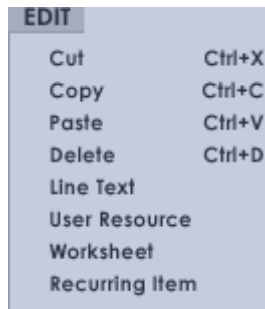 EDIT
Cut Ctrl+X
Copy Ctrl+C
Paste Ctrl+V
Delete Ctrl+D
Line Text
User Resource
Worksheet
Recurring Item